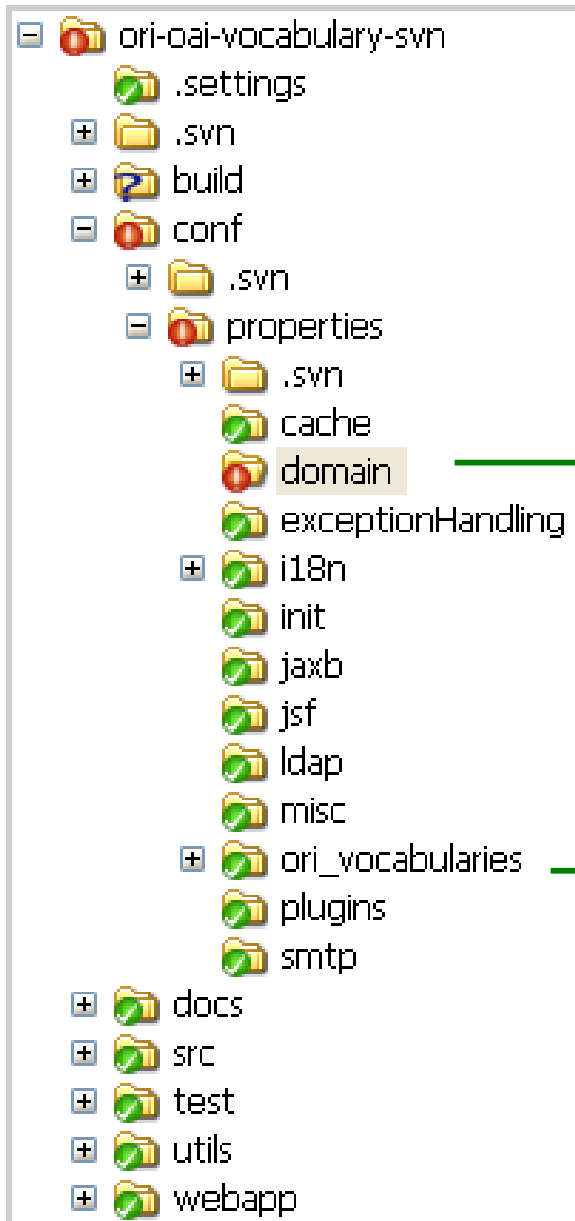 ori-oai-vocabulary-svn
.settings
.svn
build
conf
.svn
properties
.svn
cache
domain
exceptionHandling
i18n
init
jaxb
jsf
ldap
misc
ori_vocabularies
plugins
smtp
docs
src
test
utils
webapp